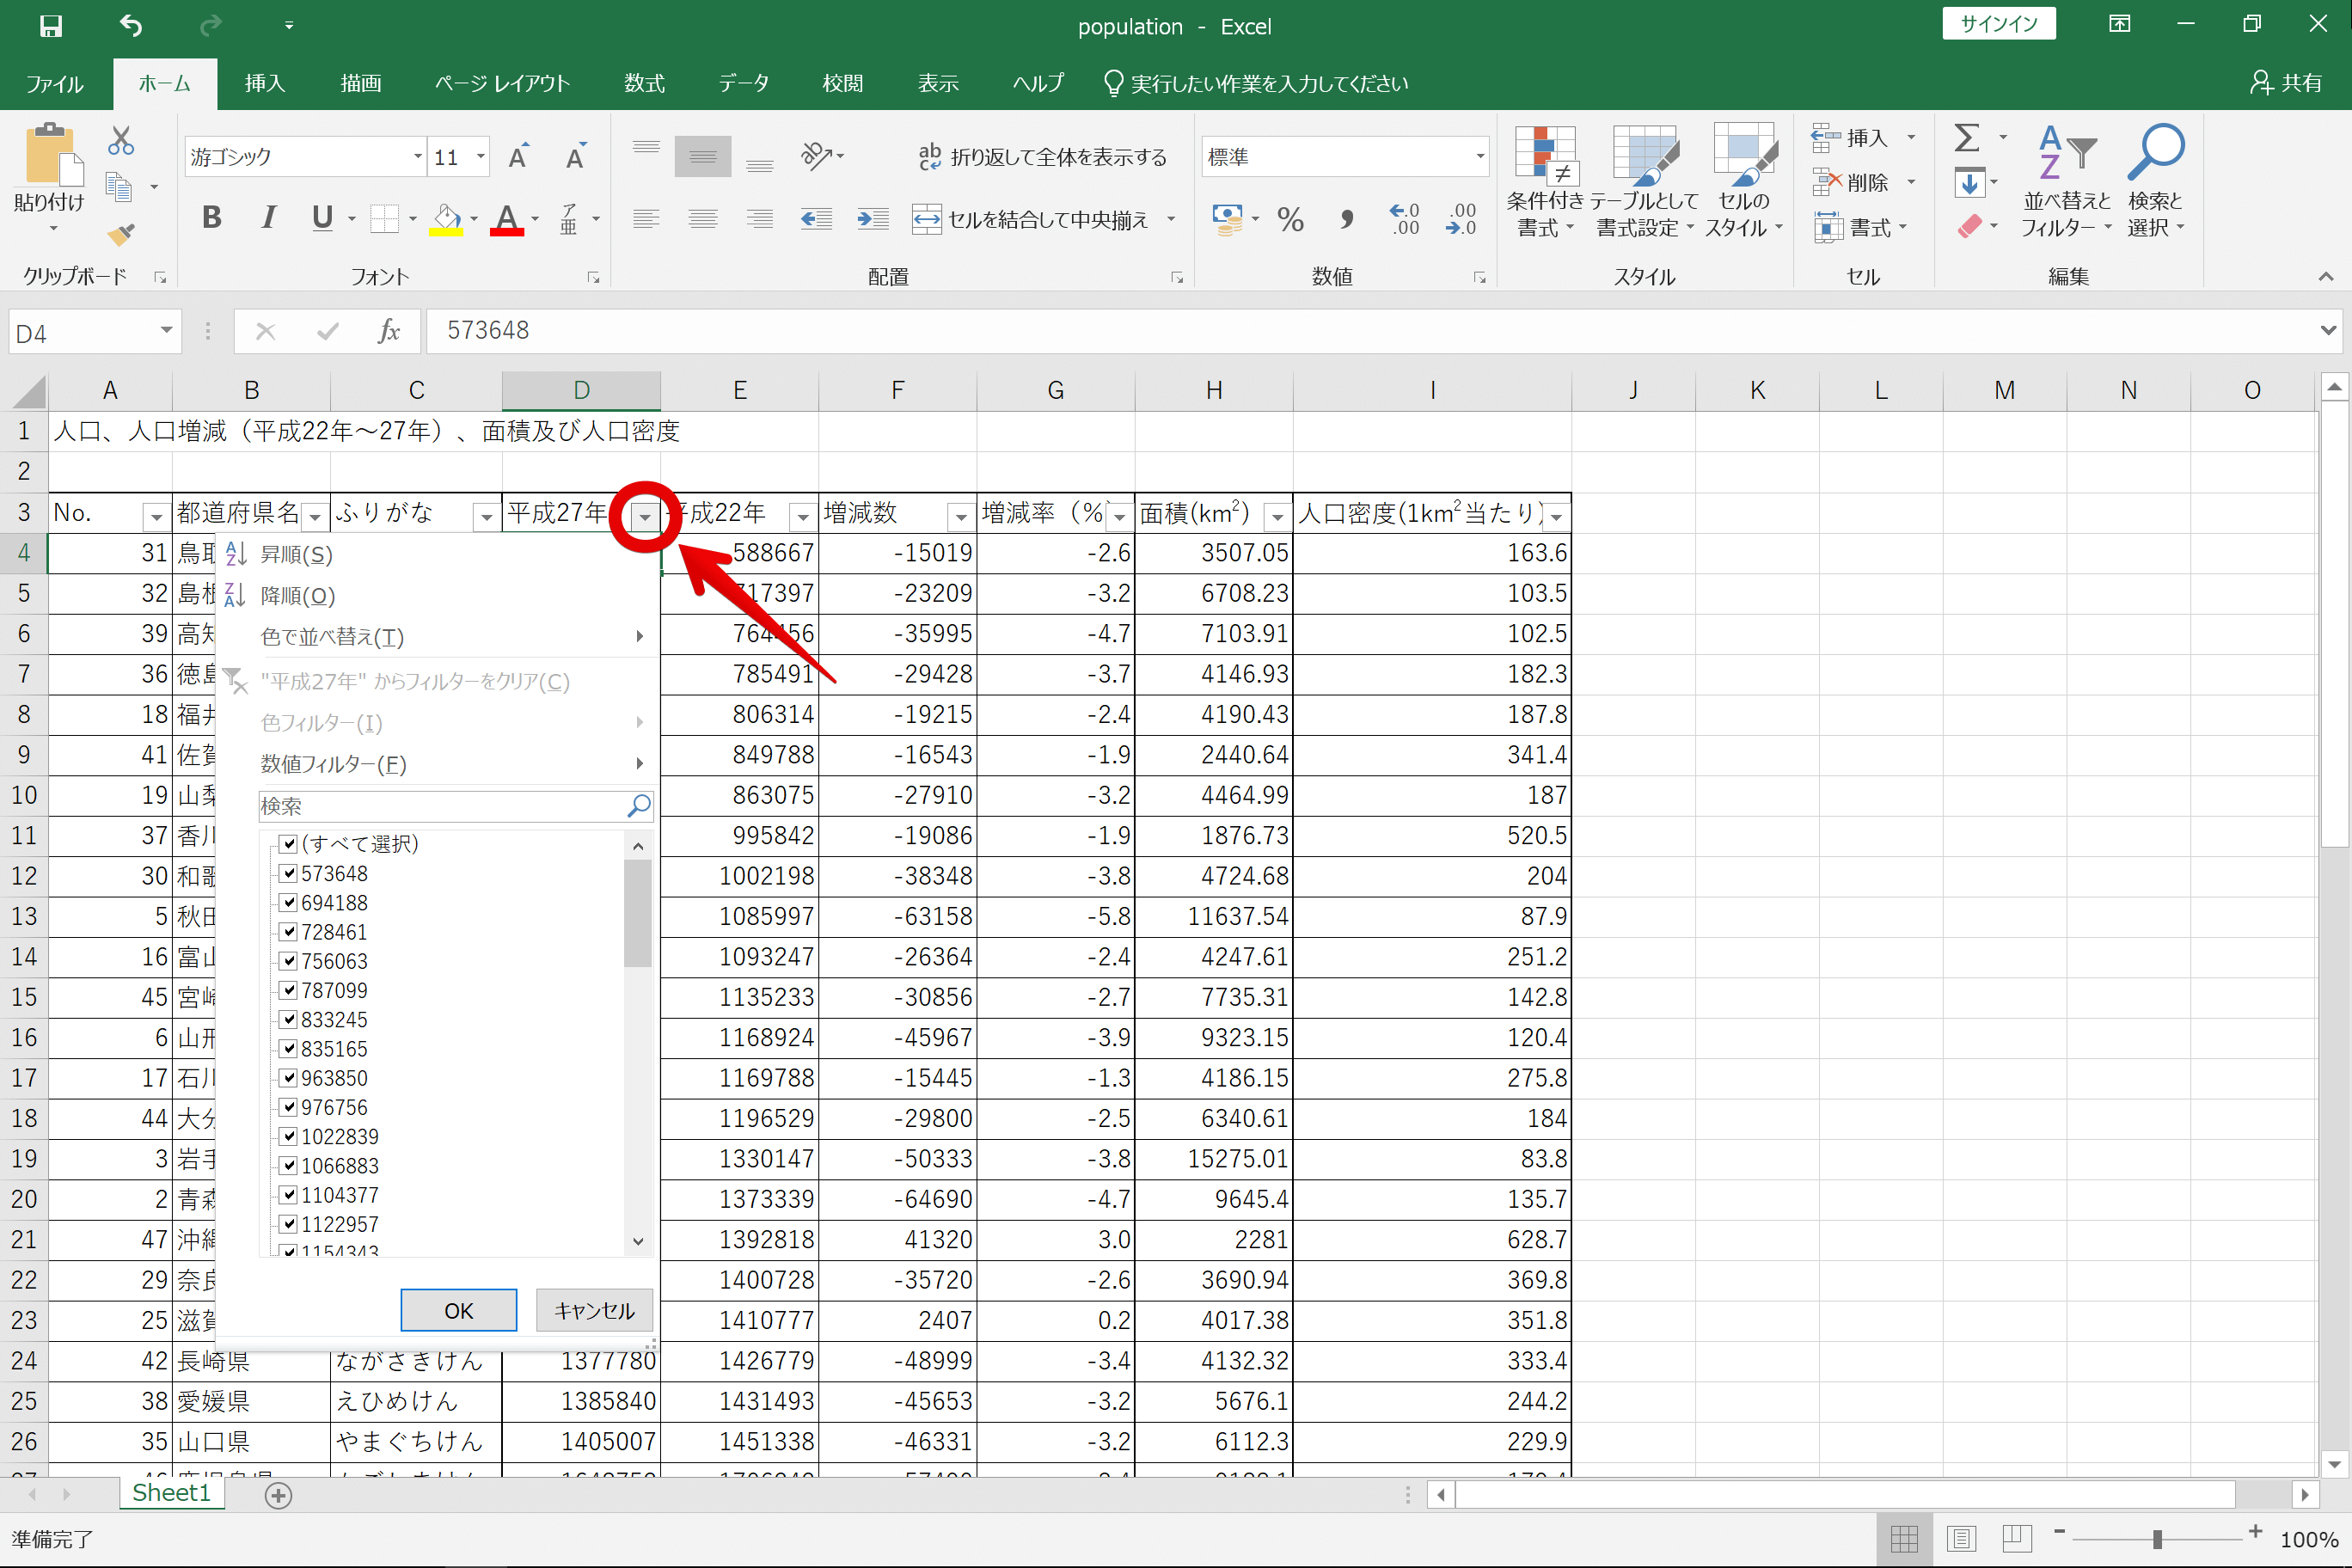 population - Excel
サインイン
ファイル ホーム 挿入 描画 ページ レイアウト 数式 データ 校閲 表示 ヘルプ 実行したい作業を入力してください 共有
貼り付け
クリップボード
游ゴシック 11
B I U A ア亜
フォント
折り返して全体を表示する
セルを結合して中央揃え
配置
標準
% , .0 .00 .00 .0
数値
条件付き書式 テーブルとして書式設定 セルのスタイル
スタイル
挿入
削除
書式
セル
並べ替えとフィルター 検索と選択
編集
D4 fx 573648
A B C D E F G H I J K L M N O
1 人口、人口増減（平成22年～27年）、面積及び人口密度
2
3 No. 都道府県名 ふりがな 平成27年 平成22年 増減数 増減率（% 面積(km²) 人口密度(1km²当たり)
4 31 鳥取 588667 -15019 -2.6 3507.05 163.6
5 32 島根 717397 -23209 -3.2 6708.23 103.5
6 39 高知 764456 -35995 -4.7 7103.91 102.5
7 36 徳島 785491 -29428 -3.7 4146.93 182.3
8 18 福井 806314 -19215 -2.4 4190.43 187.8
9 41 佐賀 849788 -16543 -1.9 2440.64 341.4
10 19 山梨 863075 -27910 -3.2 4464.99 187
11 37 香川 995842 -19086 -1.9 1876.73 520.5
12 30 和歌 1002198 -38348 -3.8 4724.68 204
13 5 秋田 1085997 -63158 -5.8 11637.54 87.9
14 16 富山 1093247 -26364 -2.4 4247.61 251.2
15 45 宮崎 1135233 -30856 -2.7 7735.31 142.8
16 6 山形 1168924 -45967 -3.9 9323.15 120.4
17 17 石川 1169788 -15445 -1.3 4186.15 275.8
18 44 大分 1196529 -29800 -2.5 6340.61 184
19 3 岩手 1330147 -50333 -3.8 15275.01 83.8
20 2 青森 1373339 -64690 -4.7 9645.4 135.7
21 47 沖縄 1392818 41320 3.0 2281 628.7
22 29 奈良 1400728 -35720 -2.6 3690.94 369.8
23 25 滋賀 1410777 2407 0.2 4017.38 351.8
24 42 長崎県 ながさきけん 1377780 1426779 -48999 -3.4 4132.32 333.4
25 38 愛媛県 えひめけん 1385840 1431493 -45653 -3.2 5676.1 244.2
26 35 山口県 やまぐちけん 1405007 1451338 -46331 -3.2 6112.3 229.9
昇順(S)
降順(O)
色で並べ替え(T)
"平成27年" からフィルターをクリア(C)
色フィルター(I)
数値フィルター(F)
検索
(すべて選択)
573648
694188
728461
756063
787099
833245
835165
963850
976756
1022839
1066883
1104377
1122957
1154343
OK キャンセル
Sheet1
準備完了 100%